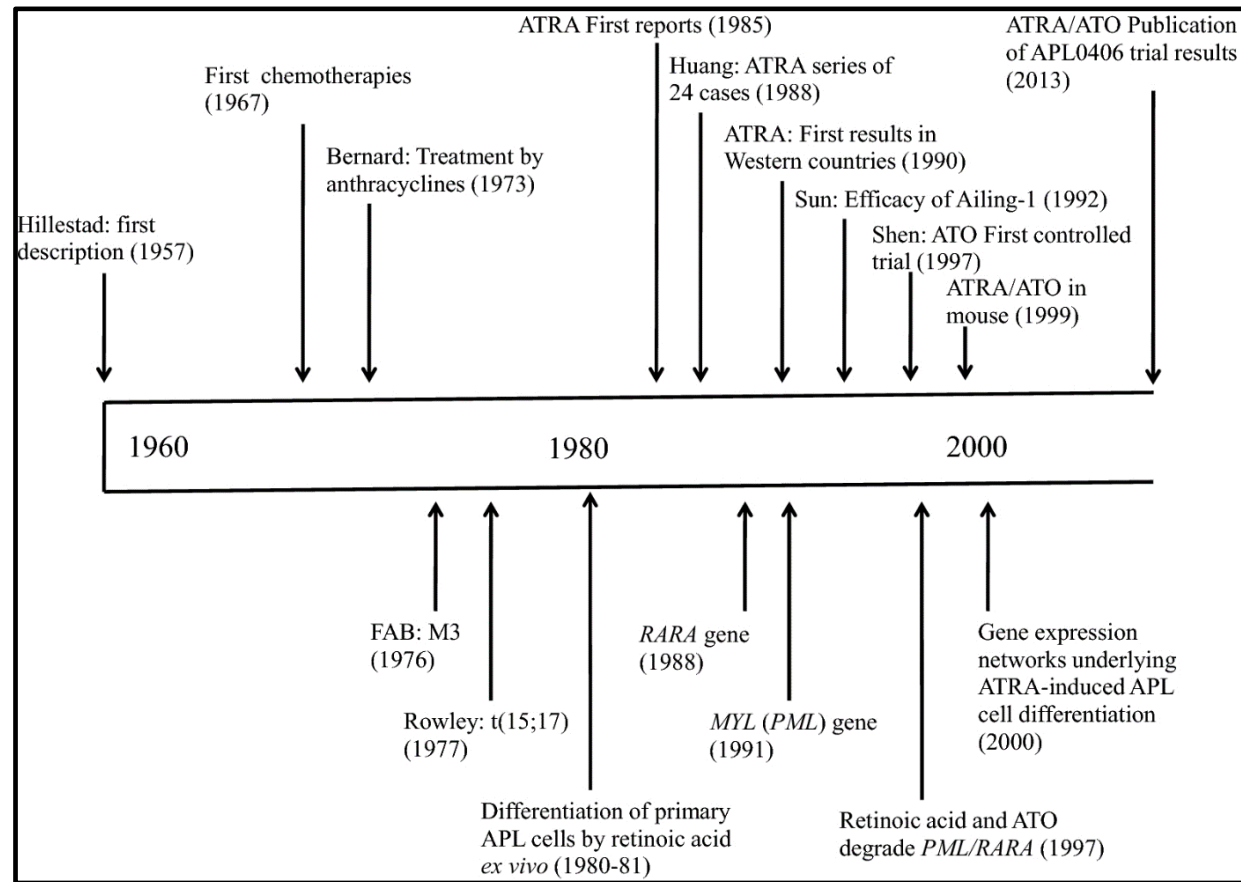 ATRA First reports (1985)
ATRA/ATO Publication
of APL0406 trial results
(2013)
First chemotherapies
(1967)
Huang: ATRA series of
24 cases (1988)
Bernard: Treatment by
anthracyclines (1973)
ATRA: First results in
Western countries (1990)
Sun: Efficacy of Ailing-1 (1992)
Hillestad: first
description (1957)
Shen: ATO First controlled
trial (1997)
ATRA/ATO in
mouse (1999)
1960
1980
2000
FAB: M3
(1976)
RARA gene
(1988)
Gene expression
networks underlying
ATRA-induced APL
cell differentiation
(2000)
Rowley: t(15;17)
(1977)
MYL (PML) gene
(1991)
Differentiation of primary
APL cells by retinoic acid
ex vivo (1980-81)
Retinoic acid and ATO
degrade PML/RARA (1997)